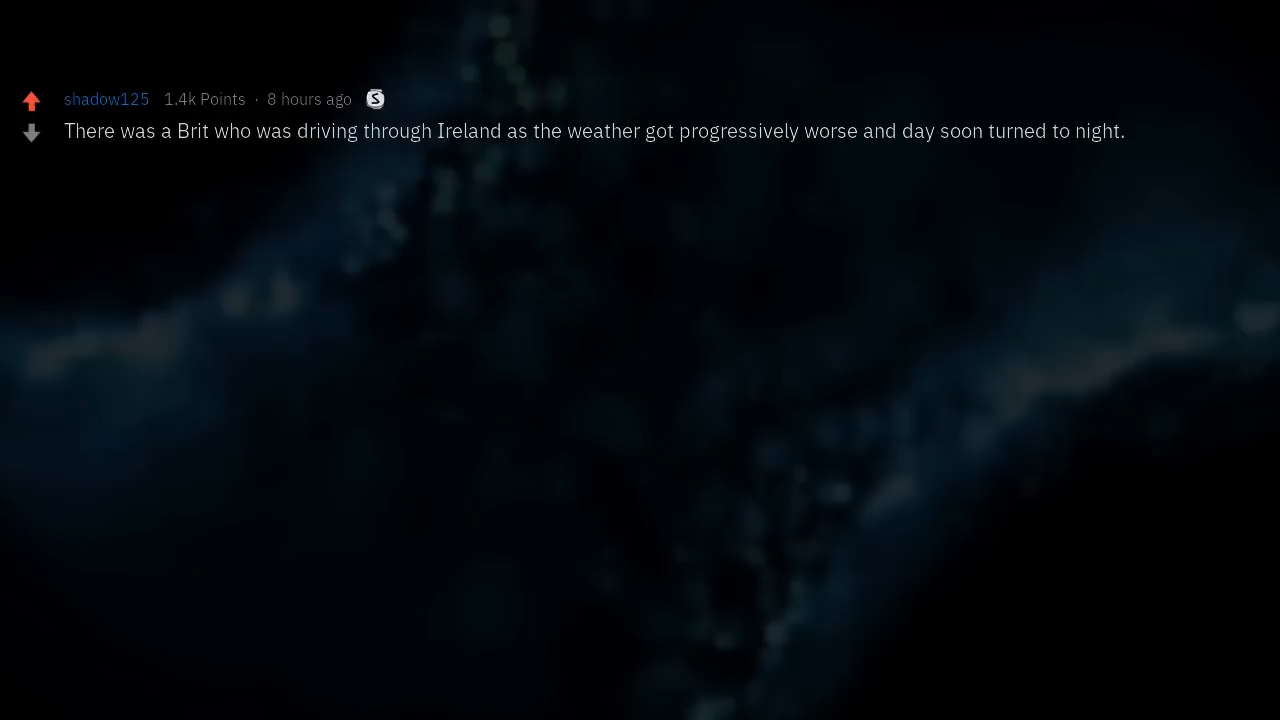 shadow125 1.4k Points · 8 hours ago S
There was a Brit who was driving through Ireland as the weather got progressively worse and day soon turned to night.